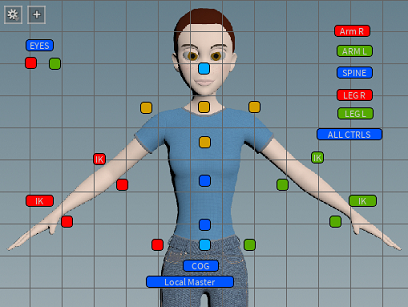 EYES
Arm R
ARM L
SPINE
LEG R
LEG L
ALL CTRLS
IK
IK
IK
IK
COG
Local Master